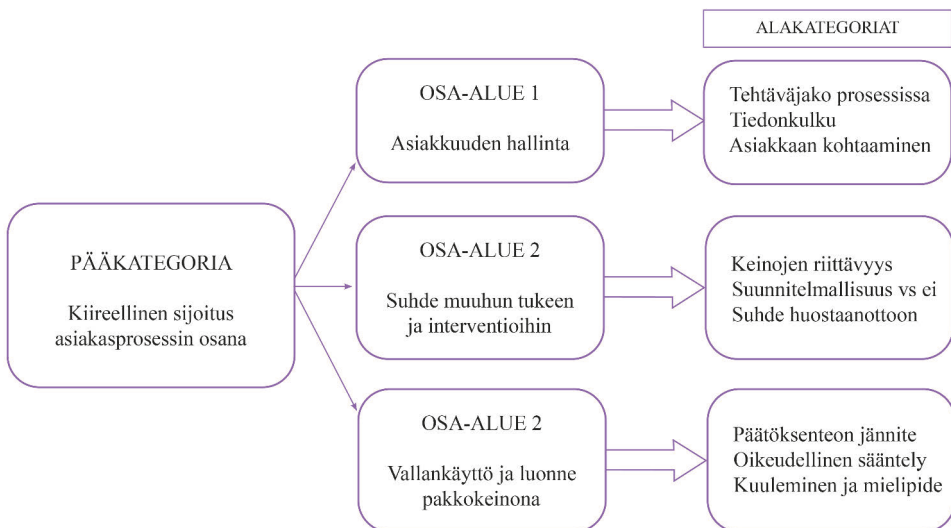 ALAKATEGORIAT
PÄÄKATEGORIA
Kiireellinen sijoitus
asiakasprosessin osana
OSA-ALUE 1
Asiakkuuden hallinta
Tehtäväjako prosessissa
Tiedonkulku
Asiakkaan kohtaaminen
OSA-ALUE 2
Suhde muuhun tukeen
ja interventioihin
Keinojen riittävyys
Suunnitelmallisuus vs ei
Suhde huostaanottoon
OSA-ALUE 2
Vallankäyttö ja luonne
pakkokeinona
Päätöksenteon jännite
Oikeudellinen sääntely
Kuuleminen ja mielipide